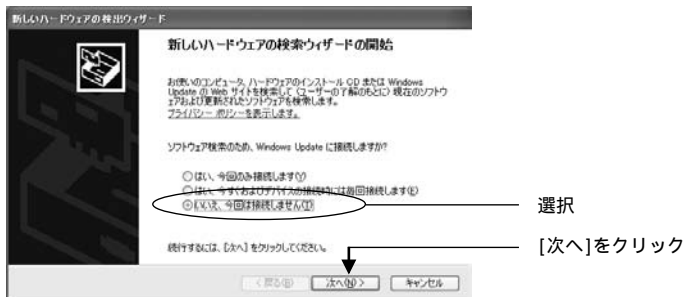 新しいハードウェアの検出ウィザード
新しいハードウェアの検索ウィザードの開始
お使いのコンピュータ、ハードウェアのインストール CD または Windows
Update の Web サイトを検索して (ユーザーの了解のもとに) 現在のソフトウ
ェアおよび更新されたソフトウェアを検索します。
プライバシー ポリシーを表示します。
ソフトウェア検索のため、Windows Update に接続しますか?
はい、今回のみ接続します(Y)
はい、今すぐおよびデバイスの接続時には毎回接続します(E)
いいえ、今回は接続しません(T)
選択
続行するには、[次へ] をクリックしてください。
[次へ]をクリック
< 戻る(B)
次へ(N) >
キャンセル